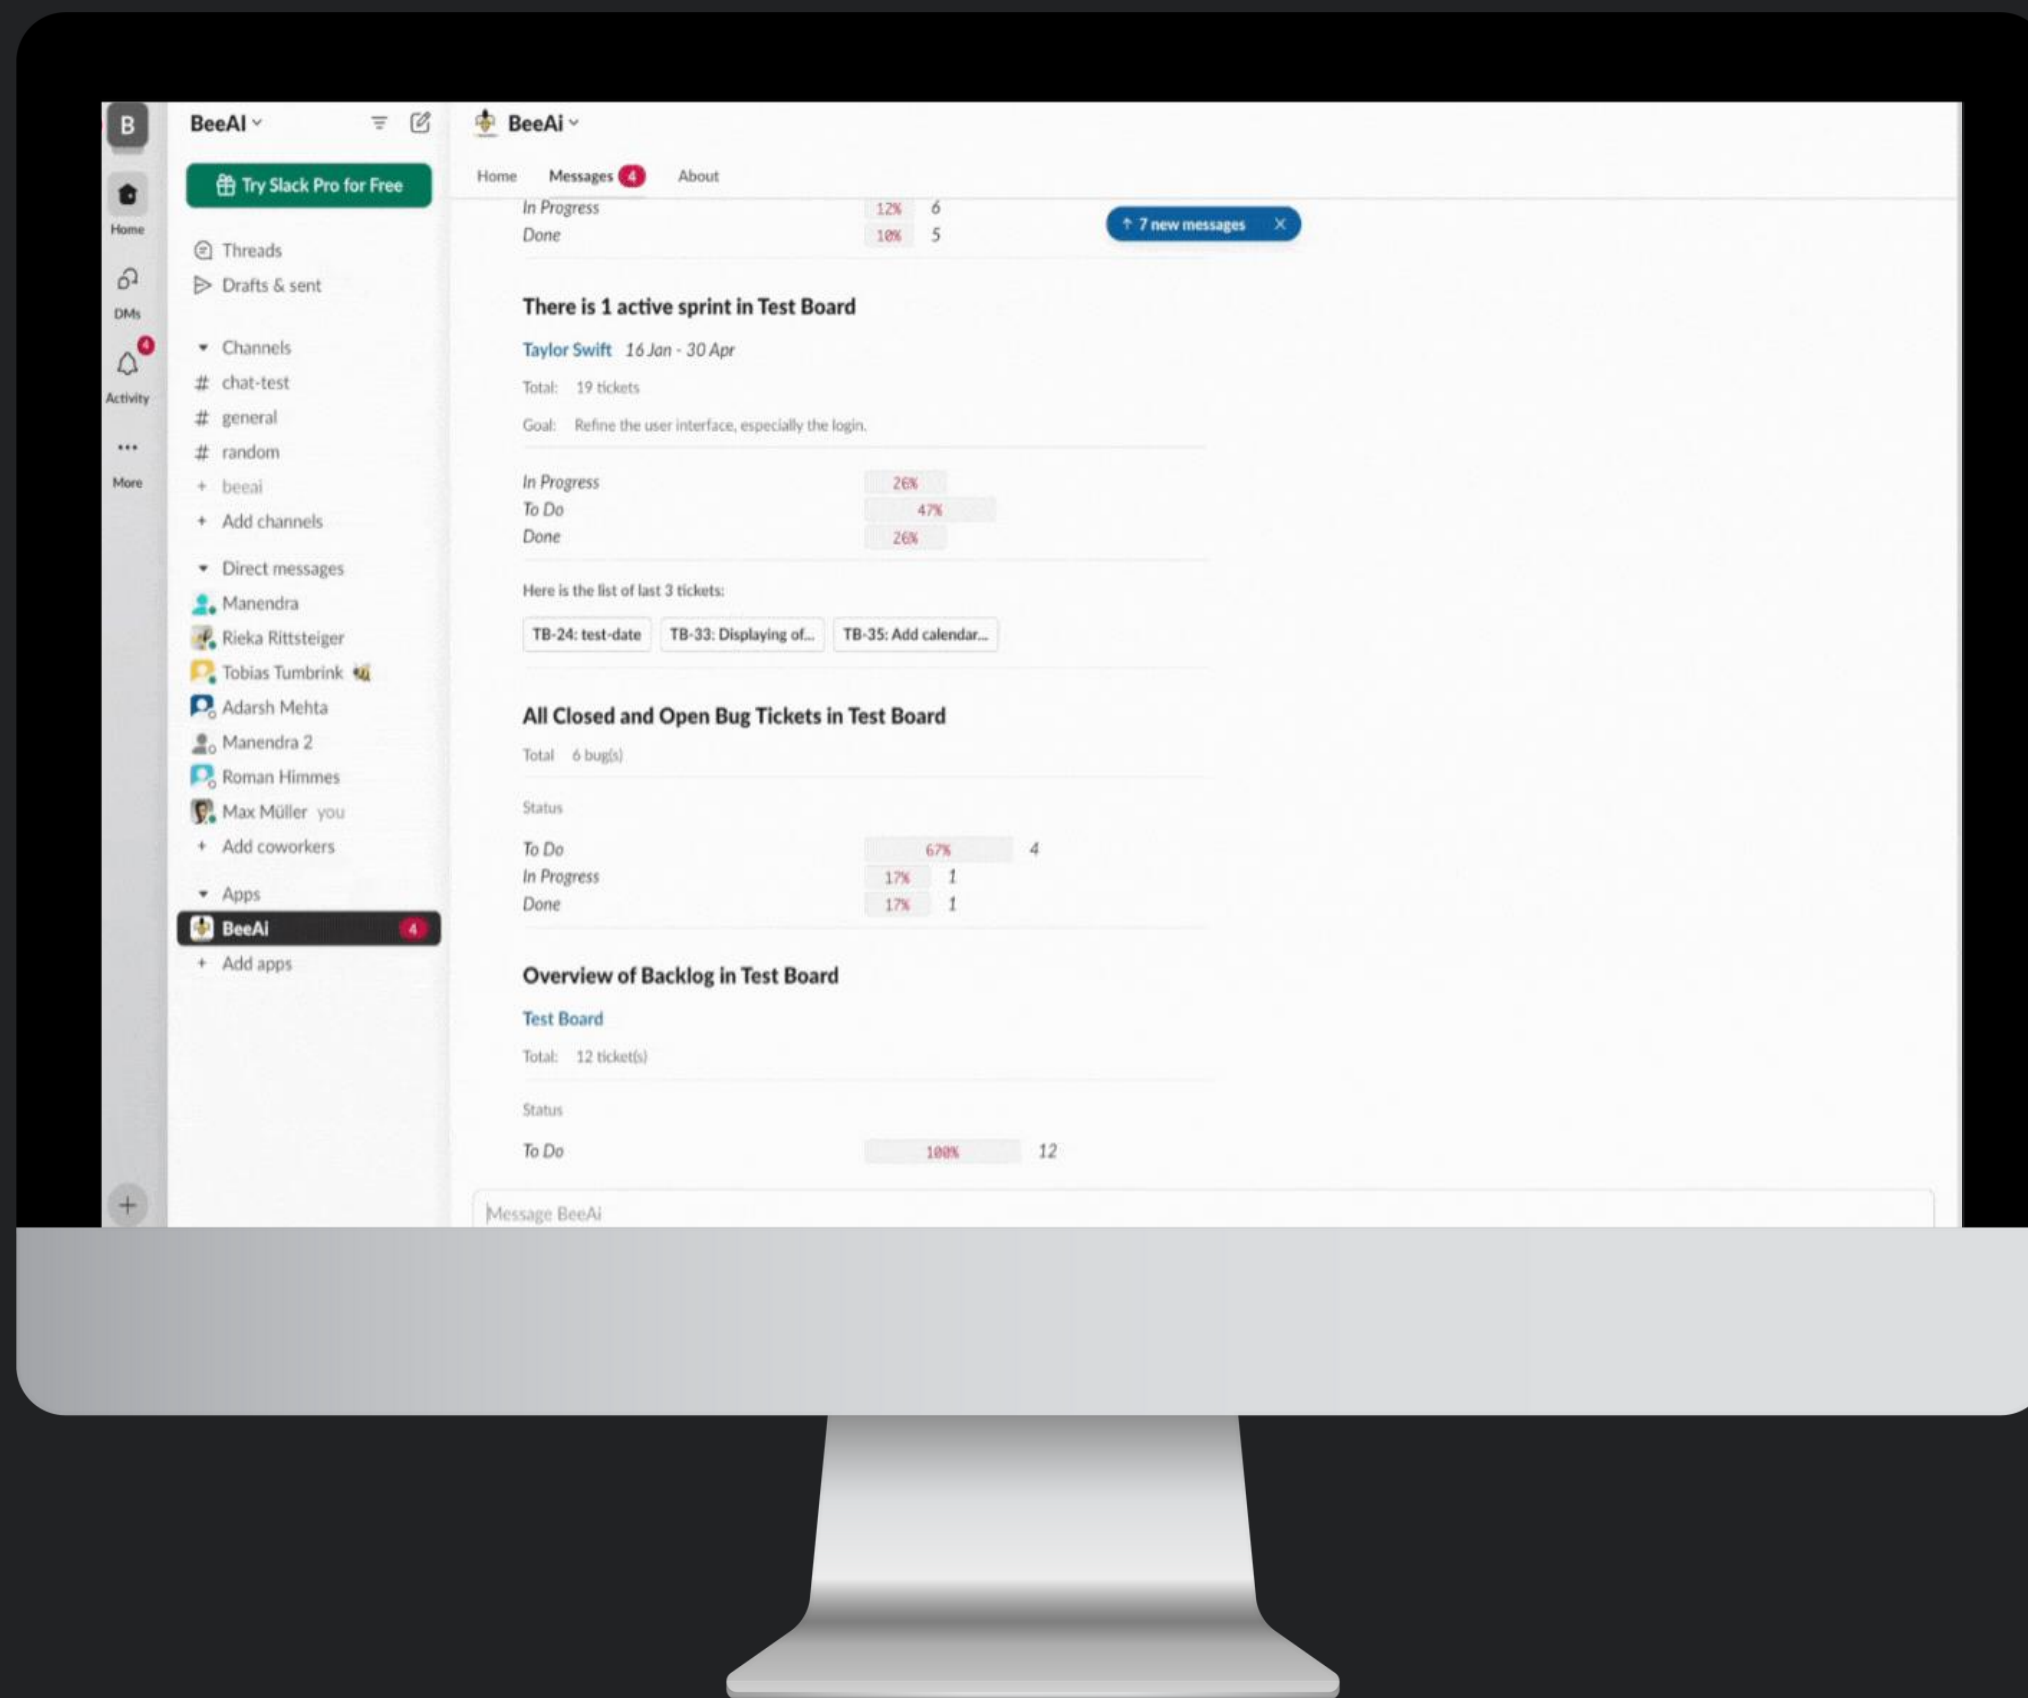 B
Home
DMs
4
Activity
More
BeeAI
Try Slack Pro for Free
Threads
Drafts & sent
Channels
# chat-test
# general
# random
+ beeai
+ Add channels
Direct messages
Manendra
Rieka Rittsteiger
Tobias Tumbrink
Adarsh Mehta
Manendra 2
Roman Himmes
Max Müller you
+ Add coworkers
Apps
BeeAi 4
+ Add apps
BeeAi
Home Messages 4 About
↑ 7 new messages ×
In Progress 12% 6
Done 10% 5
There is 1 active sprint in Test Board
Taylor Swift 16 Jan - 30 Apr
Total: 19 tickets
Goal: Refine the user interface, especially the login.
In Progress 26%
To Do 47%
Done 26%
Here is the list of last 3 tickets:
TB-24: test-date TB-33: Displaying of... TB-35: Add calendar...
All Closed and Open Bug Tickets in Test Board
Total 6 bug(s)
Status
To Do 67% 4
In Progress 17% 1
Done 17% 1
Overview of Backlog in Test Board
Test Board
Total: 12 ticket(s)
Status
To Do 100% 12
Message BeeAi